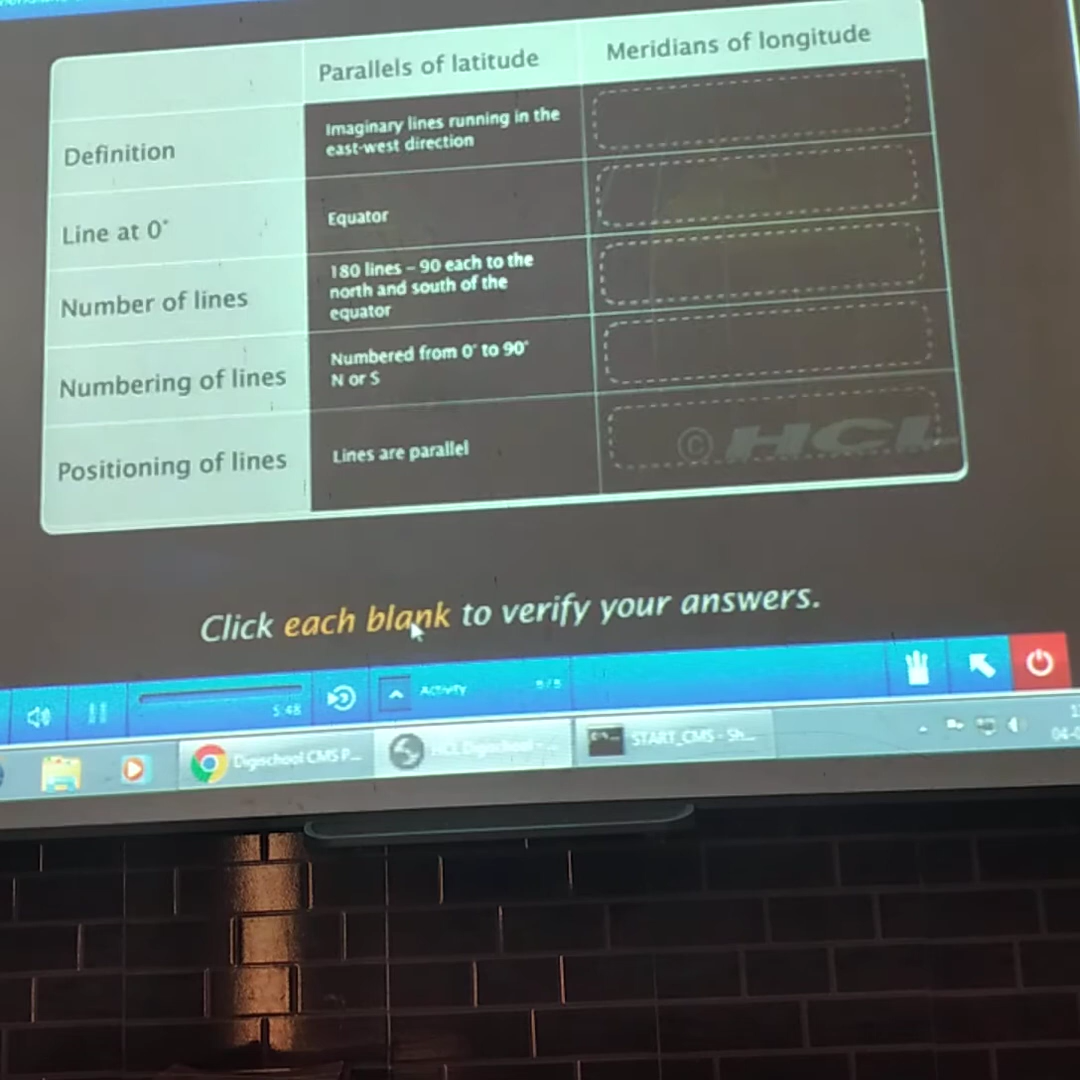 Parallels of latitude
Meridians of longitude
Definition
Imaginary lines running in the
east-west direction
Line at 0°
Equator
Number of lines
180 lines – 90 each to the
north and south of the
equator
Numbering of lines
Numbered from 0° to 90°
N or S
Positioning of lines
Lines are parallel
© HCL
Click each blank to verify your answers.
5:48
Activity
Digischool CMS P...
HCL Digischool - ...
START_CMS - Sh...